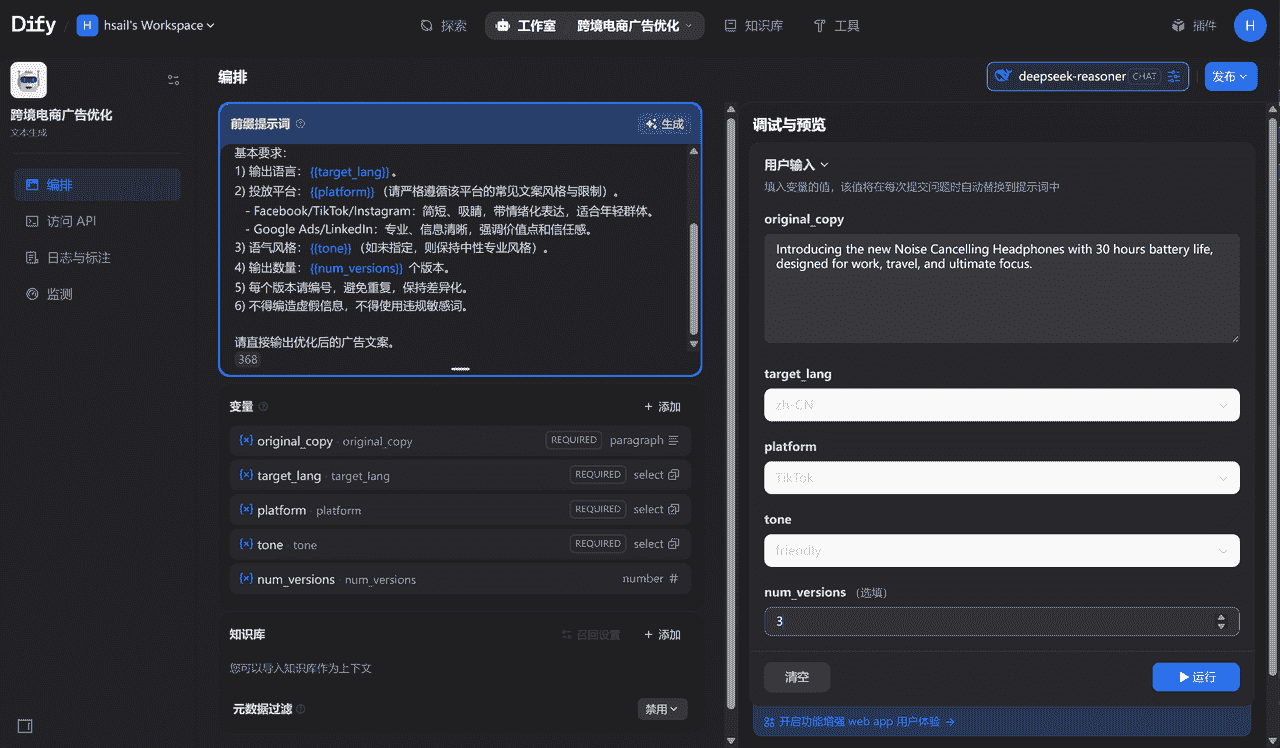 Dify / H hsail's Workspace
探索
工作室 跨境电商广告优化
知识库
工具
插件
H
跨境电商广告优化
文本生成
编排
访问 API
日志与标注
监测
编排
deepseek-reasoner CHAT
发布
前缀提示词
生成
基本要求：
1) 输出语言：{{target_lang}}。
2) 投放平台：{{platform}}（请严格遵循该平台的常见文案风格与限制）。
- Facebook/TikTok/Instagram：简短、吸睛，带情绪化表达，适合年轻群体。
- Google Ads/LinkedIn：专业、信息清晰，强调价值点和信任感。
3) 语气风格：{{tone}}（如未指定，则保持中性专业风格）。
4) 输出数量：{{num_versions}} 个版本。
5) 每个版本请编号，避免重复，保持差异化。
6) 不得编造虚假信息，不得使用违规敏感词。
请直接输出优化后的广告文案。
368
变量
+ 添加
{x} original_copy · original_copy REQUIRED paragraph
{x} target_lang · target_lang REQUIRED select
{x} platform · platform REQUIRED select
{x} tone · tone REQUIRED select
{x} num_versions · num_versions number #
知识库
召回设置
+ 添加
您可以导入知识库作为上下文
元数据过滤
禁用
调试与预览
用户输入
填入变量的值，该值将在每次提交问题时自动替换到提示词中
original_copy
Introducing the new Noise Cancelling Headphones with 30 hours battery life,
designed for work, travel, and ultimate focus.
target_lang
zh-CN
platform
TikTok
tone
friendly
num_versions （选填）
3
清空
运行
开启功能增强 web app 用户体验 →